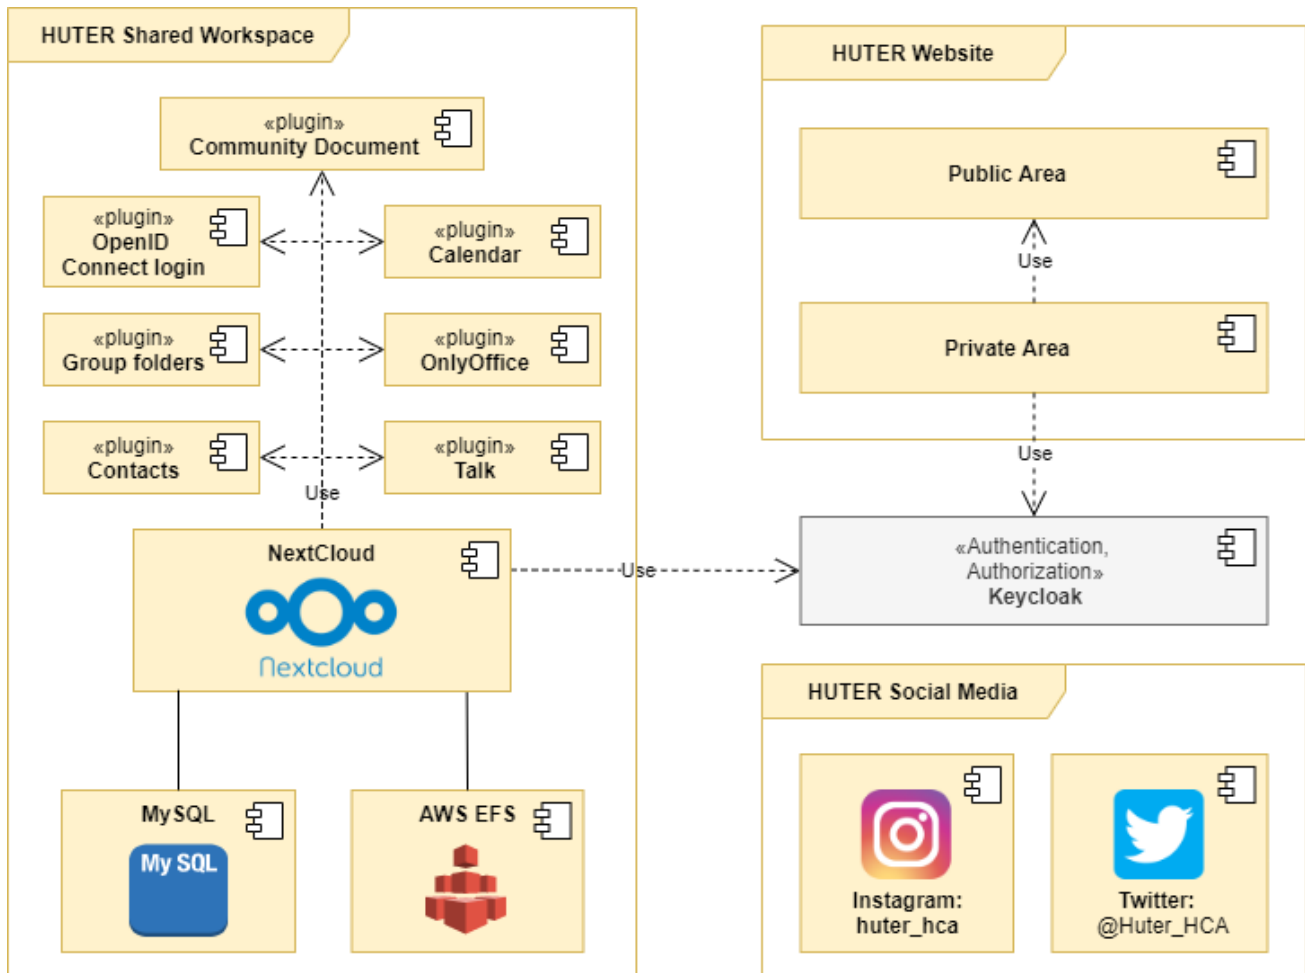 HUTER Shared Workspace
«plugin»
Community Document
«plugin»
OpenID
Connect login
«plugin»
Calendar
«plugin»
Group folders
«plugin»
OnlyOffice
«plugin»
Contacts
«plugin»
Talk
Use
NextCloud
Nextcloud
Use
MySQL
My SQL
AWS EFS
HUTER Website
Public Area
Use
Private Area
Use
«Authentication,
Authorization»
Keycloak
HUTER Social Media
Instagram:
huter_hca
Twitter:
@Huter_HCA